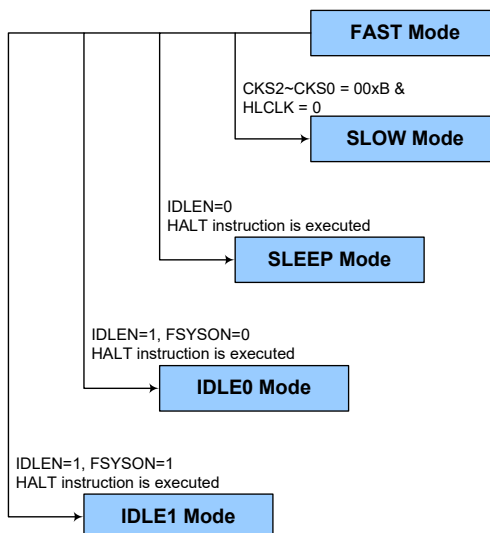 FAST Mode
CKS2~CKS0 = 00xB &
HLCLK = 0
SLOW Mode
IDLEN=0
HALT instruction is executed
SLEEP Mode
IDLEN=1, FSYSON=0
HALT instruction is executed
IDLE0 Mode
IDLEN=1, FSYSON=1
HALT instruction is executed
IDLE1 Mode